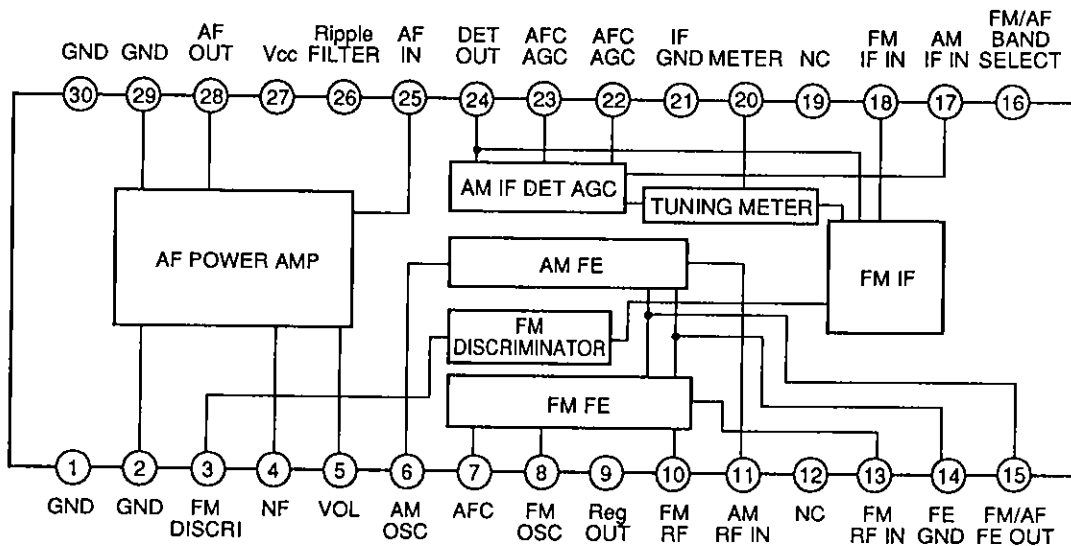 GND
GND
AF
OUT
Vcc
Ripple
FILTER
AF
IN
DET
OUT
AFC
AGC
AFC
AGC
IF
GND
METER
NC
FM
IF IN
AM
IF IN
FM/AF
BAND
SELECT
30
29
28
27
26
25
24
23
22
21
20
19
18
17
16
AM IF DET AGC
TUNING METER
AF POWER AMP
AM FE
FM IF
FM
DISCRIMINATOR
FM FE
1
2
3
4
5
6
7
8
9
10
11
12
13
14
15
GND
GND
FM
DISCRI
NF
VOL
AM
OSC
AFC
FM
OSC
Reg
OUT
FM
RF
AM
RF IN
NC
FM
RF IN
FE
GND
FM/AF
FE OUT